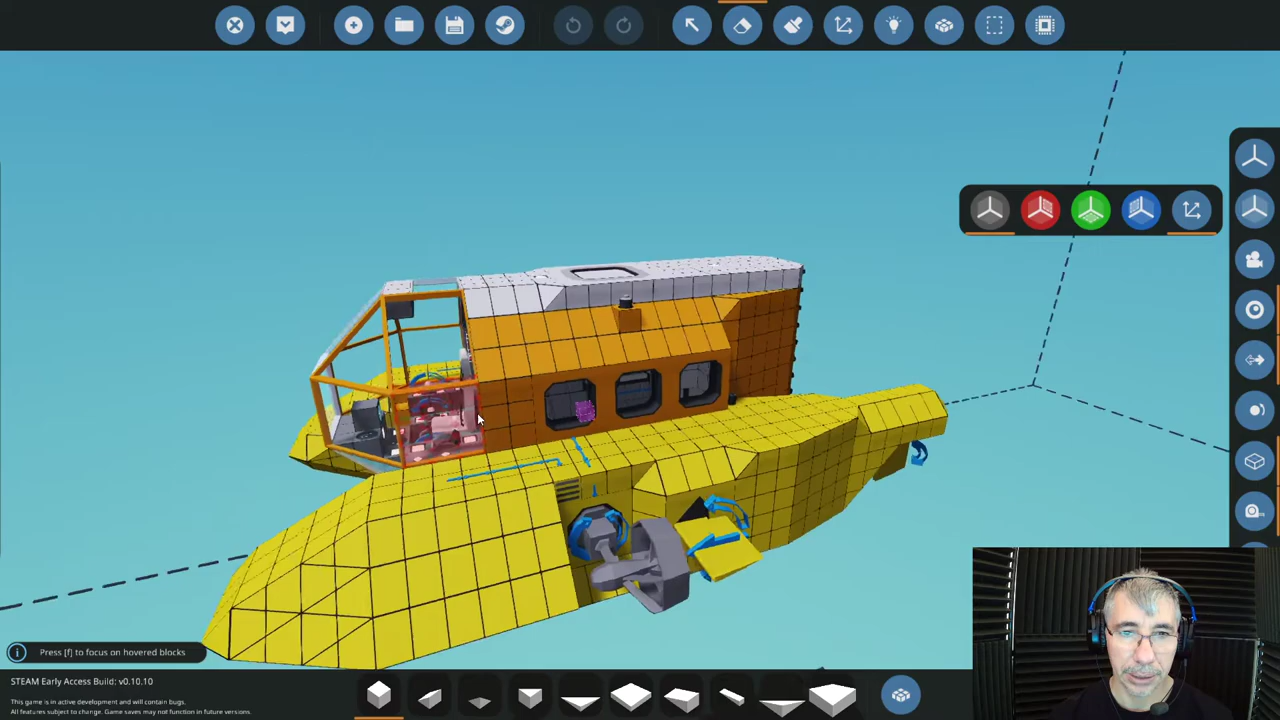 Press [f] to focus on hovered blocks
STEAM Early Access Build: v0.10.10
This game is in active development and will contain bugs.
All features subject to change. Game saves may not function in future versions.